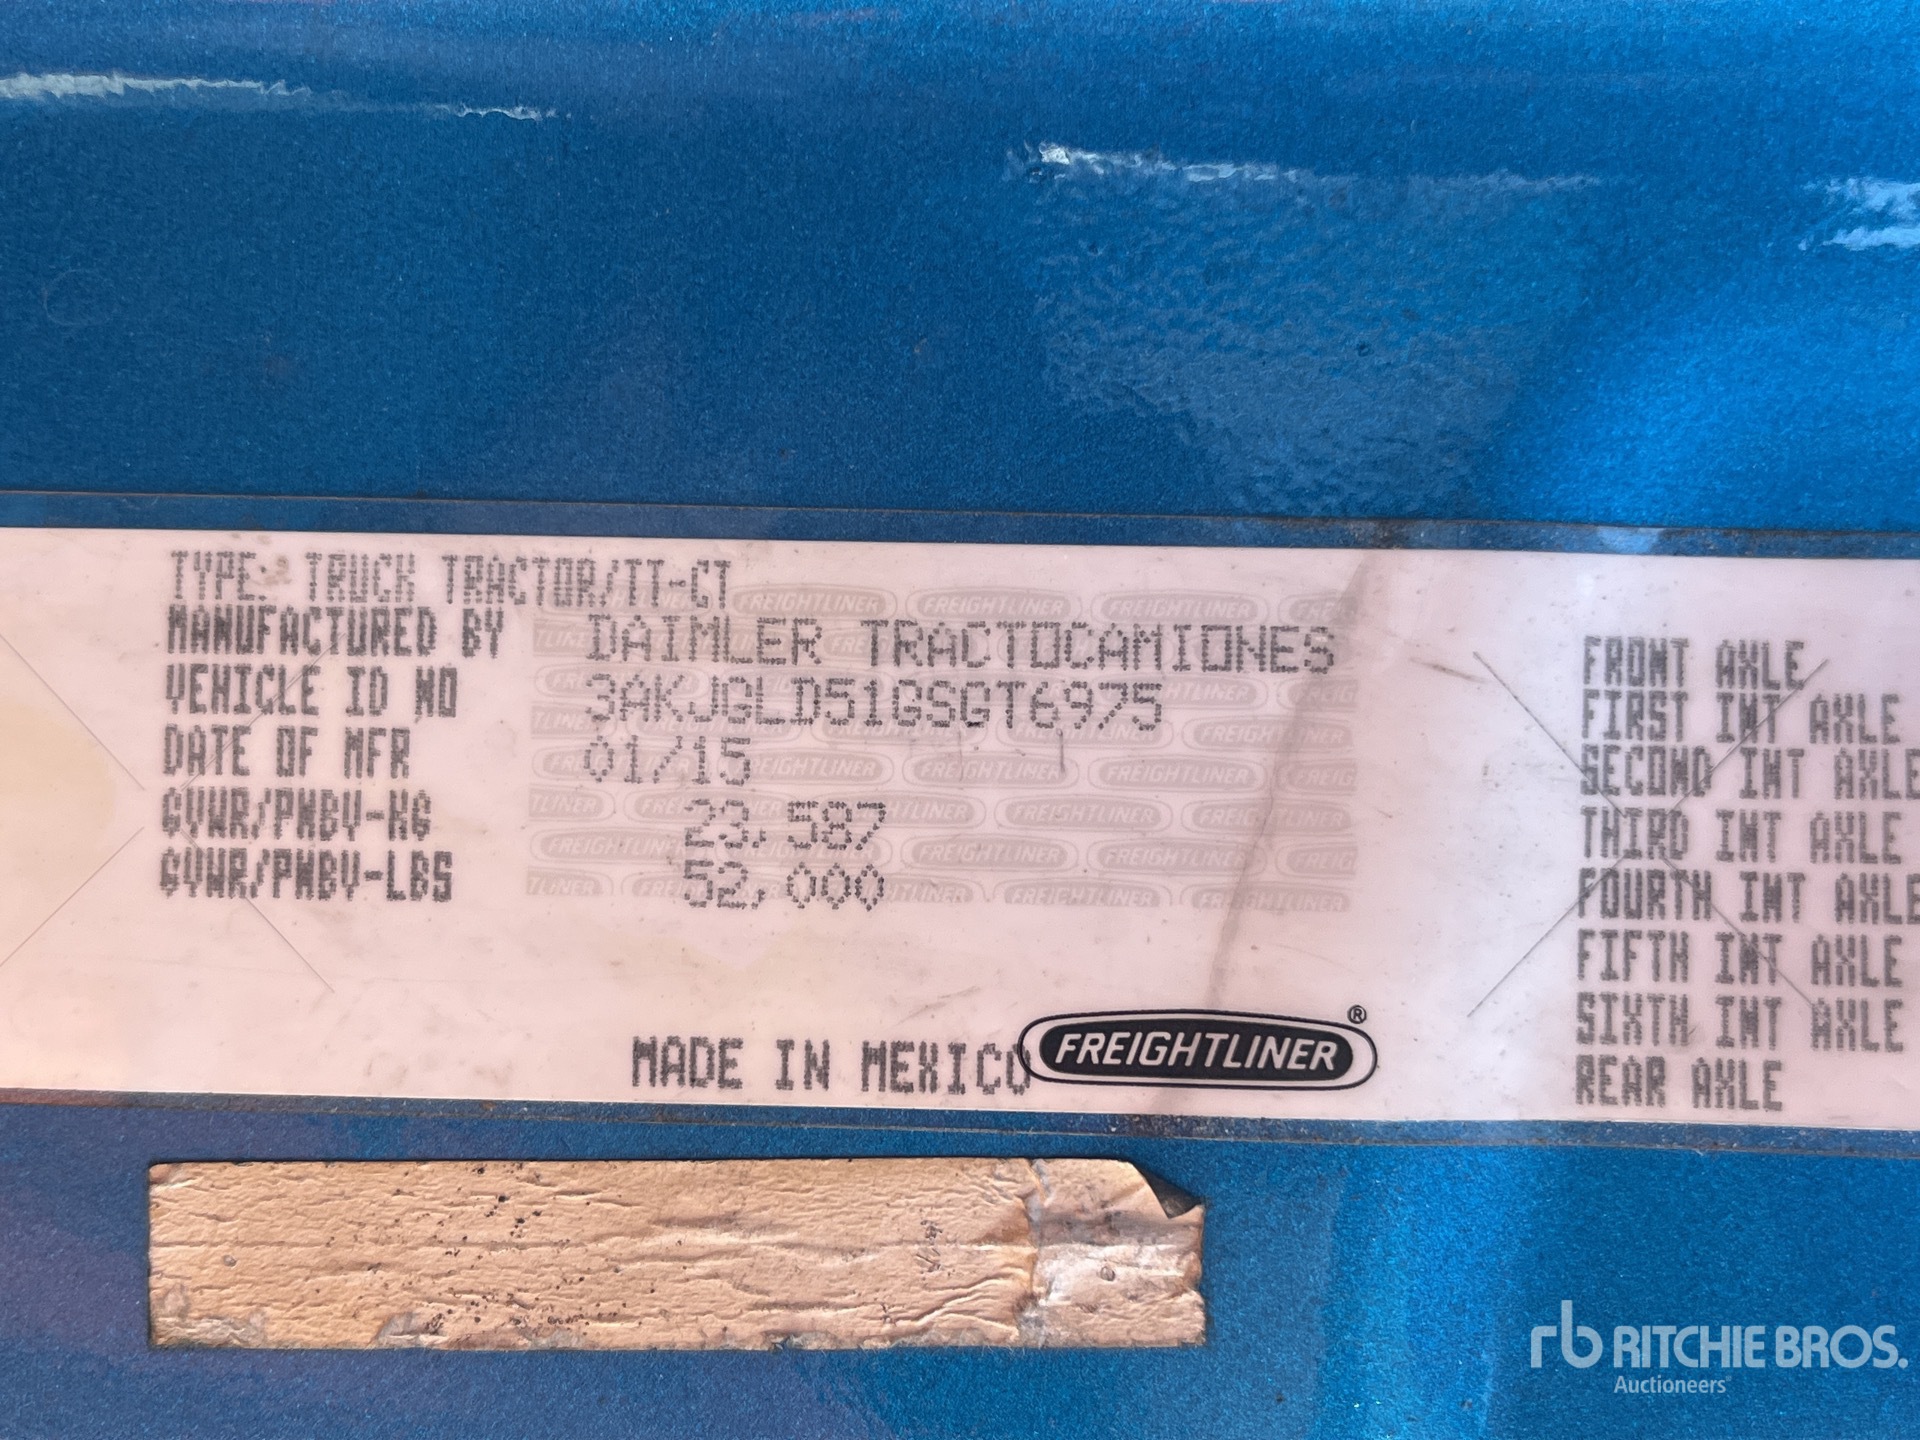 TYPE: TRUCK TRACTOR/TT-CT
MANUFACTURED BY DAIMLER TRACTOCAMIONES
VEHICLE ID NO 3AKJGLD51GSGT6975
DATE OF MFR 01/15
GVWR/PNBV-KG 23,587
GVWR/PNBV-LBS 52,000
MADE IN MEXICO FREIGHTLINER®
FRONT AXLE
FIRST INT AXLE
SECOND INT AXLE
THIRD INT AXLE
FOURTH INT AXLE
FIFTH INT AXLE
SIXTH INT AXLE
REAR AXLE
rb RITCHIE BROS.
Auctioneers